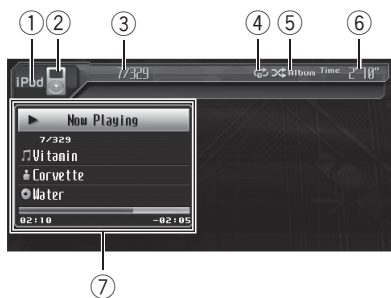 ① ② ③ ④ ⑤ ⑥
iPod 7/329 Album Time 2'10"
Now Playing
7/329
Vitamin
Corvette
Water
02:10 -02:05
⑦